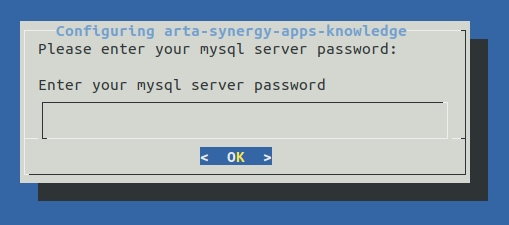 Configuring arta-synergy-apps-knowledge
Please enter your mysql server password:
Enter your mysql server password
< OK >